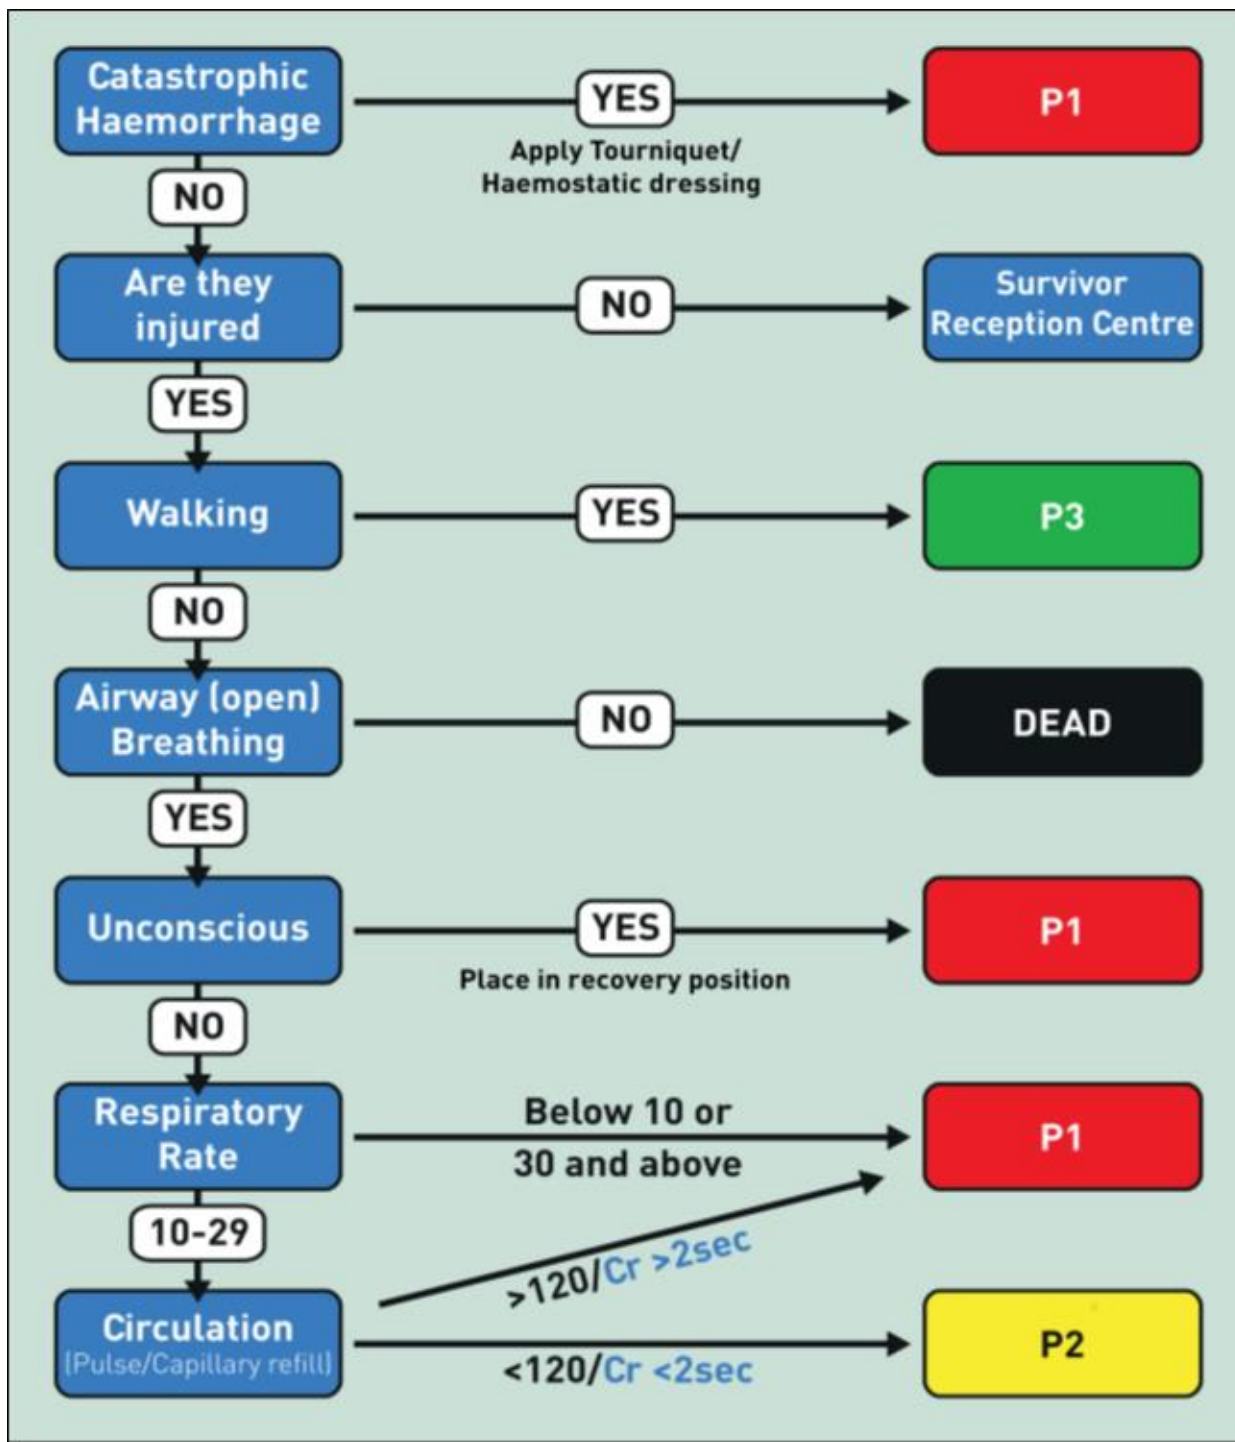 Catastrophic
Haemorrhage
YES
Apply Tourniquet/
Haemostatic dressing
P1
NO
Are they
injured
NO
Survivor
Reception Centre
YES
Walking
YES
P3
NO
Airway (open)
Breathing
NO
DEAD
YES
Unconscious
YES
Place in recovery position
P1
NO
Respiratory
Rate
Below 10 or
30 and above
P1
10-29
>120/Cr >2sec
Circulation
(Pulse/Capillary refill)
<120/Cr <2sec
P2